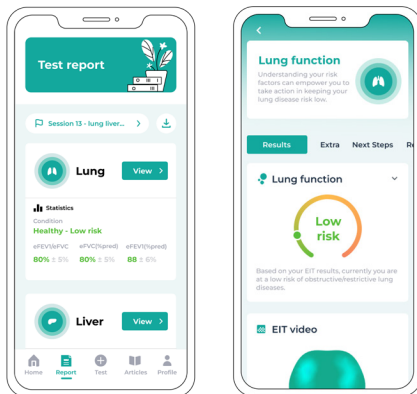 Test report
Session 13 - lung liver...
Lung
View
Statistics
Condition
Healthy - Low risk
eFEV1/eFVC eFVC(%pred) eFEV1(%pred)
80% ± 5% 80% ± 5% 88 ± 6%
Liver
View
Home Report Test Articles Profile
Lung function
Understanding your risk
factors can empower you to
take action in keeping your
lung disease risk low.
Results Extra Next Steps Re
Lung function
Low
risk
Based on your EIT results, currently you are
at a low risk of obstructive/restrictive lung
diseases.
EIT video